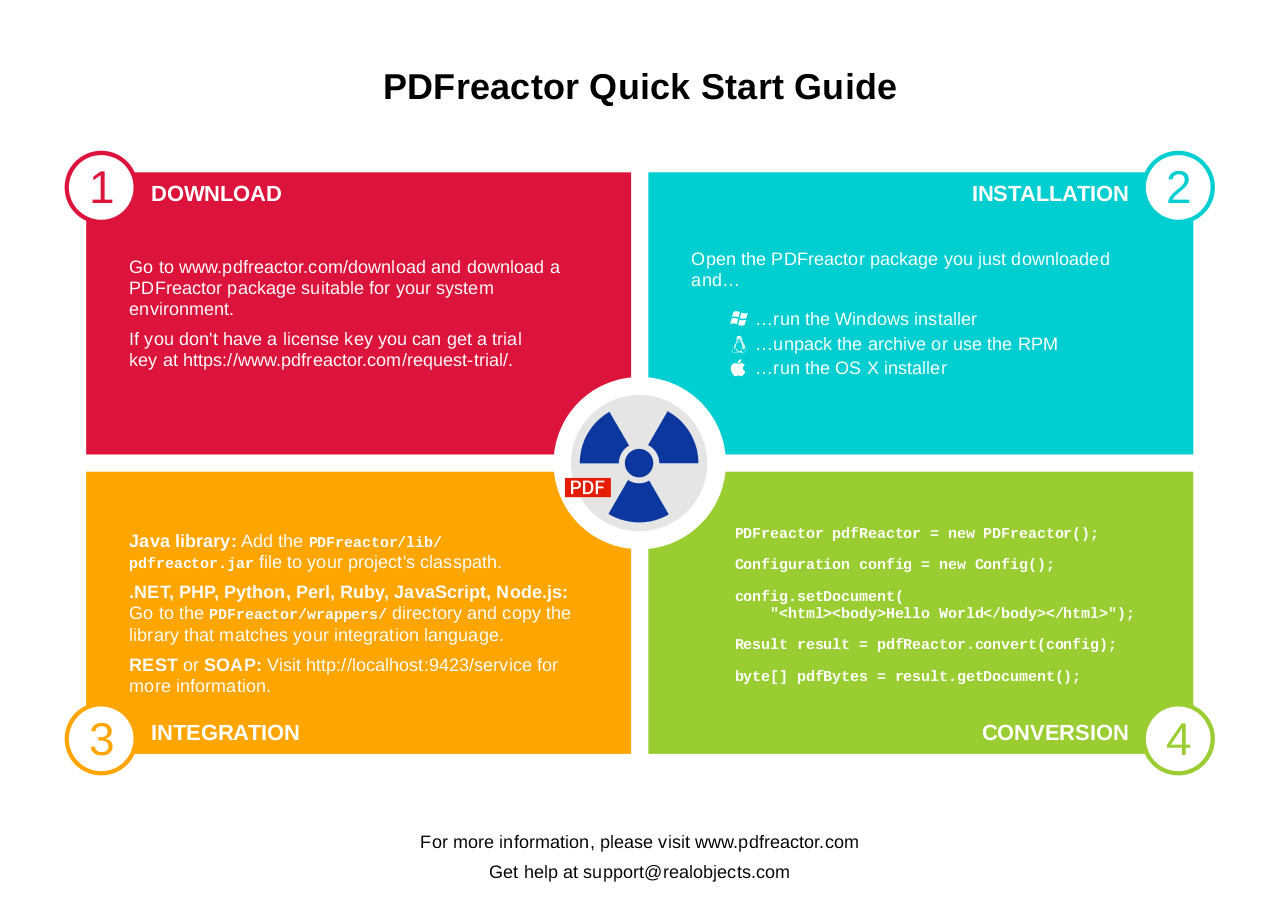 PDFreactor Quick Start Guide
1
DOWNLOAD
Go to www.pdfreactor.com/download and download a
PDFreactor package suitable for your system
environment.
If you don't have a license key you can get a trial
key at https://www.pdfreactor.com/request-trial/.
INSTALLATION
2
Open the PDFreactor package you just downloaded
and…
…run the Windows installer
…unpack the archive or use the RPM
…run the OS X installer
PDF
Java library: Add the PDFreactor/lib/
pdfreactor.jar file to your project's classpath.
.NET, PHP, Python, Perl, Ruby, JavaScript, Node.js:
Go to the PDFreactor/wrappers/ directory and copy the
library that matches your integration language.
REST or SOAP: Visit http://localhost:9423/service for
more information.
3
INTEGRATION
PDFreactor pdfReactor = new PDFreactor();
Configuration config = new Config();
config.setDocument(
"<html><body>Hello World</body></html>");
Result result = pdfReactor.convert(config);
byte[] pdfBytes = result.getDocument();
CONVERSION
4
For more information, please visit www.pdfreactor.com
Get help at support@realobjects.com